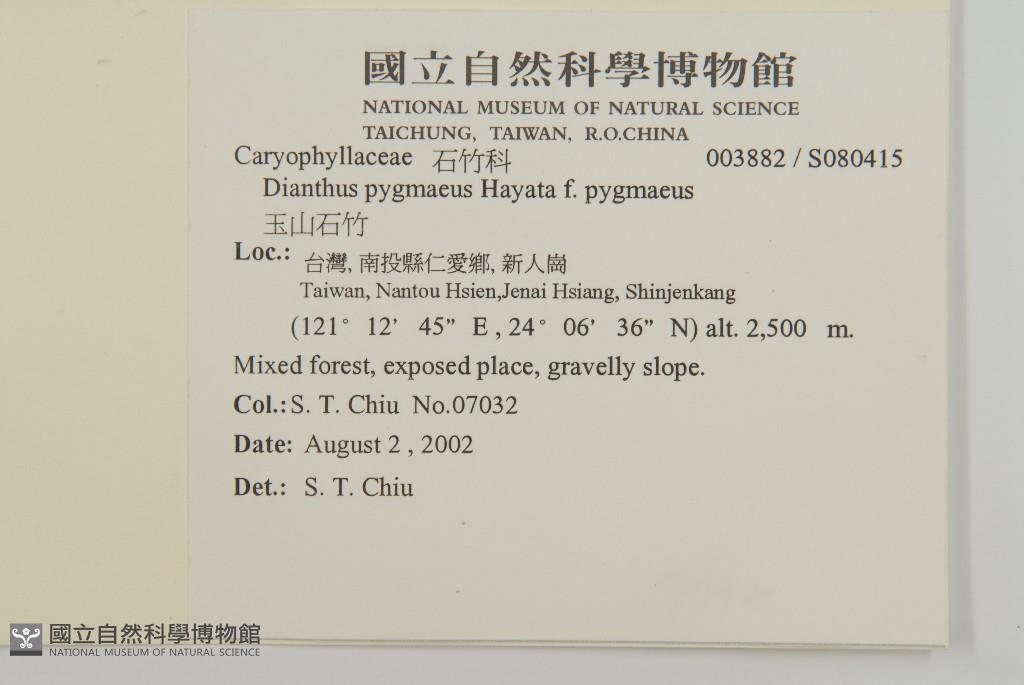 國立自然科學博物館
NATIONAL MUSEUM OF NATURAL SCIENCE
TAICHUNG, TAIWAN, R.O.CHINA
Caryophyllaceae 石竹科 003882 / S080415
Dianthus pygmaeus Hayata f. pygmaeus
玉山石竹
Loc.: 台灣, 南投縣仁愛鄉, 新人崗
Taiwan, Nantou Hsien,Jenai Hsiang, Shinjenkang
(121° 12’ 45” E , 24° 06’ 36” N) alt. 2,500 m.
Mixed forest, exposed place, gravelly slope.
Col.: S. T. Chiu No.07032
Date: August 2 , 2002
Det.: S. T. Chiu
國立自然科學博物館
NATIONAL MUSEUM OF NATURAL SCIENCE